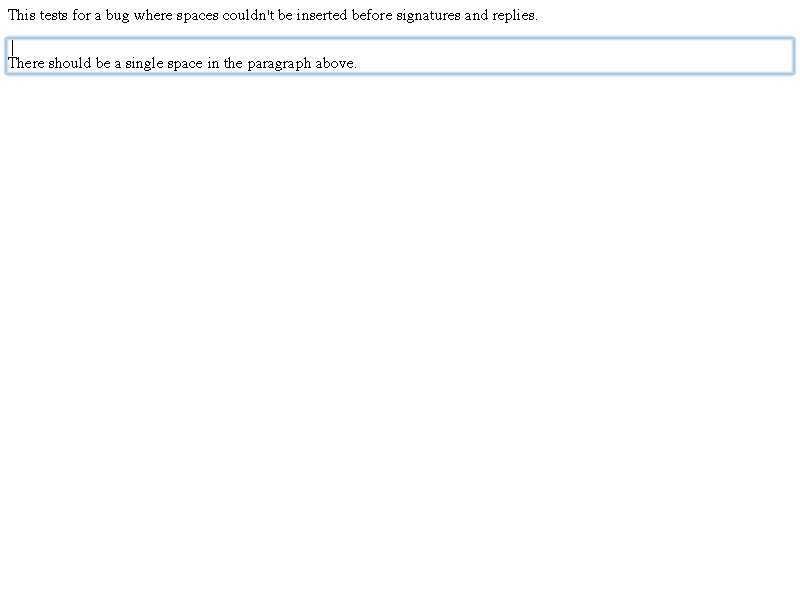 This tests for a bug where spaces couldn't be inserted before signatures and replies.
There should be a single space in the paragraph above.